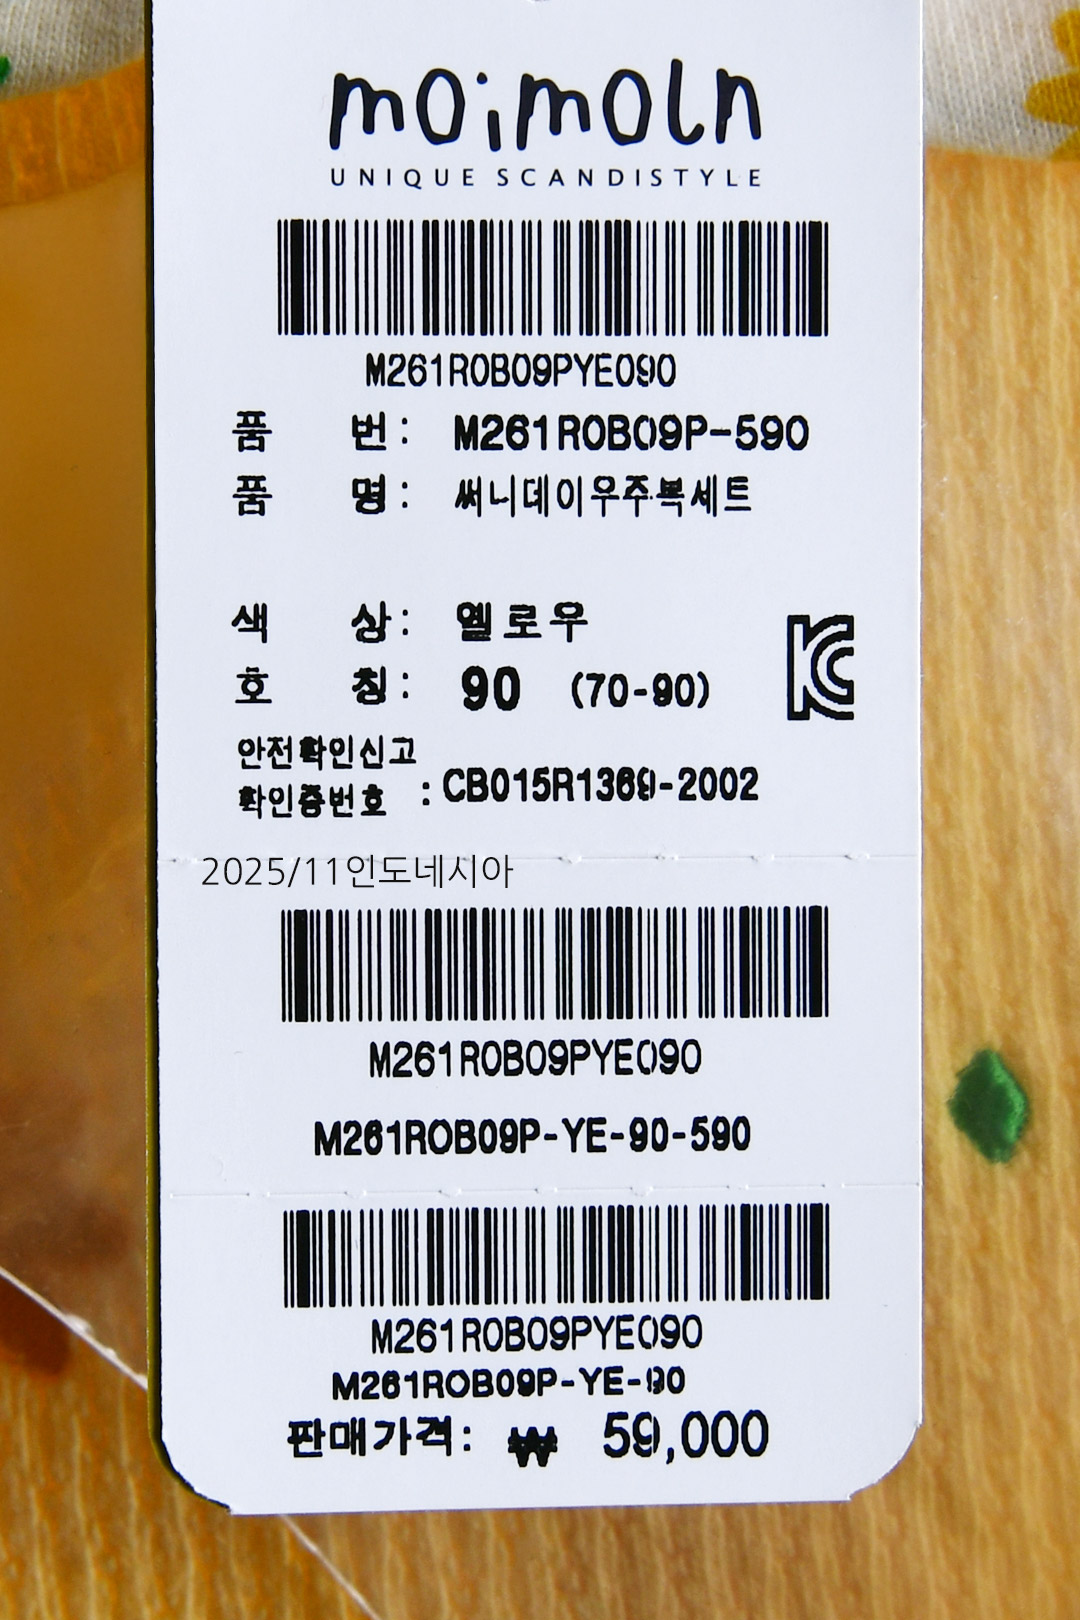 moimoln
UNIQUE SCANDISTYLE
M261R0B09PYE090
품 번: M261R0B09P-590
품 명: 써니데이우주복세트
색 상: 옐로우
호 칭: 90 (70-90)
안전확인신고
확인증번호 : CB015R1369-2002
2025/11인도네시아
M261R0B09PYE090
M261R0B09P-YE-90-590
M261R0B09PYE090
M261R0B09P-YE-90
판매가격: ₩ 59,000